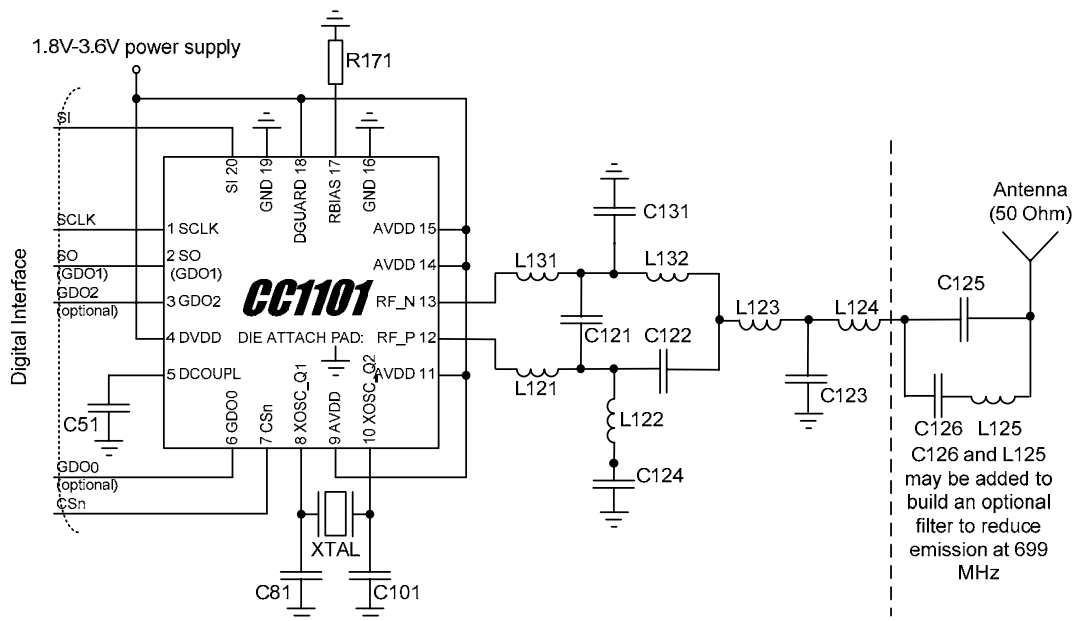 1.8V-3.6V power supply
R171
SI
SI 20
GND 19
DGUARD 18
RBIAS 17
GND 16
Antenna
(50 Ohm)
C131
SCLK
1 SCLK
AVDD 15
SO
(GDO1)
2 SO
(GDO1)
AVDD 14
L131
L132
C125
GDO2
(optional)
3 GDO2
CC1101
RF_N 13
L123
L124
Digital Interface
4 DVDD
DIE ATTACH PAD:
RF_P 12
C121
C122
5 DCOUPL
AVDD 11
L121
C123
C51
6 GDO0
7 CSn
8 XOSC_Q1
9 AVDD
10 XOSC_Q2
L122
C126
L125
GDO0
(optional)
C124
CSn
XTAL
C81
C101
C126 and L125
may be added to
build an optional
filter to reduce
emission at 699
MHz